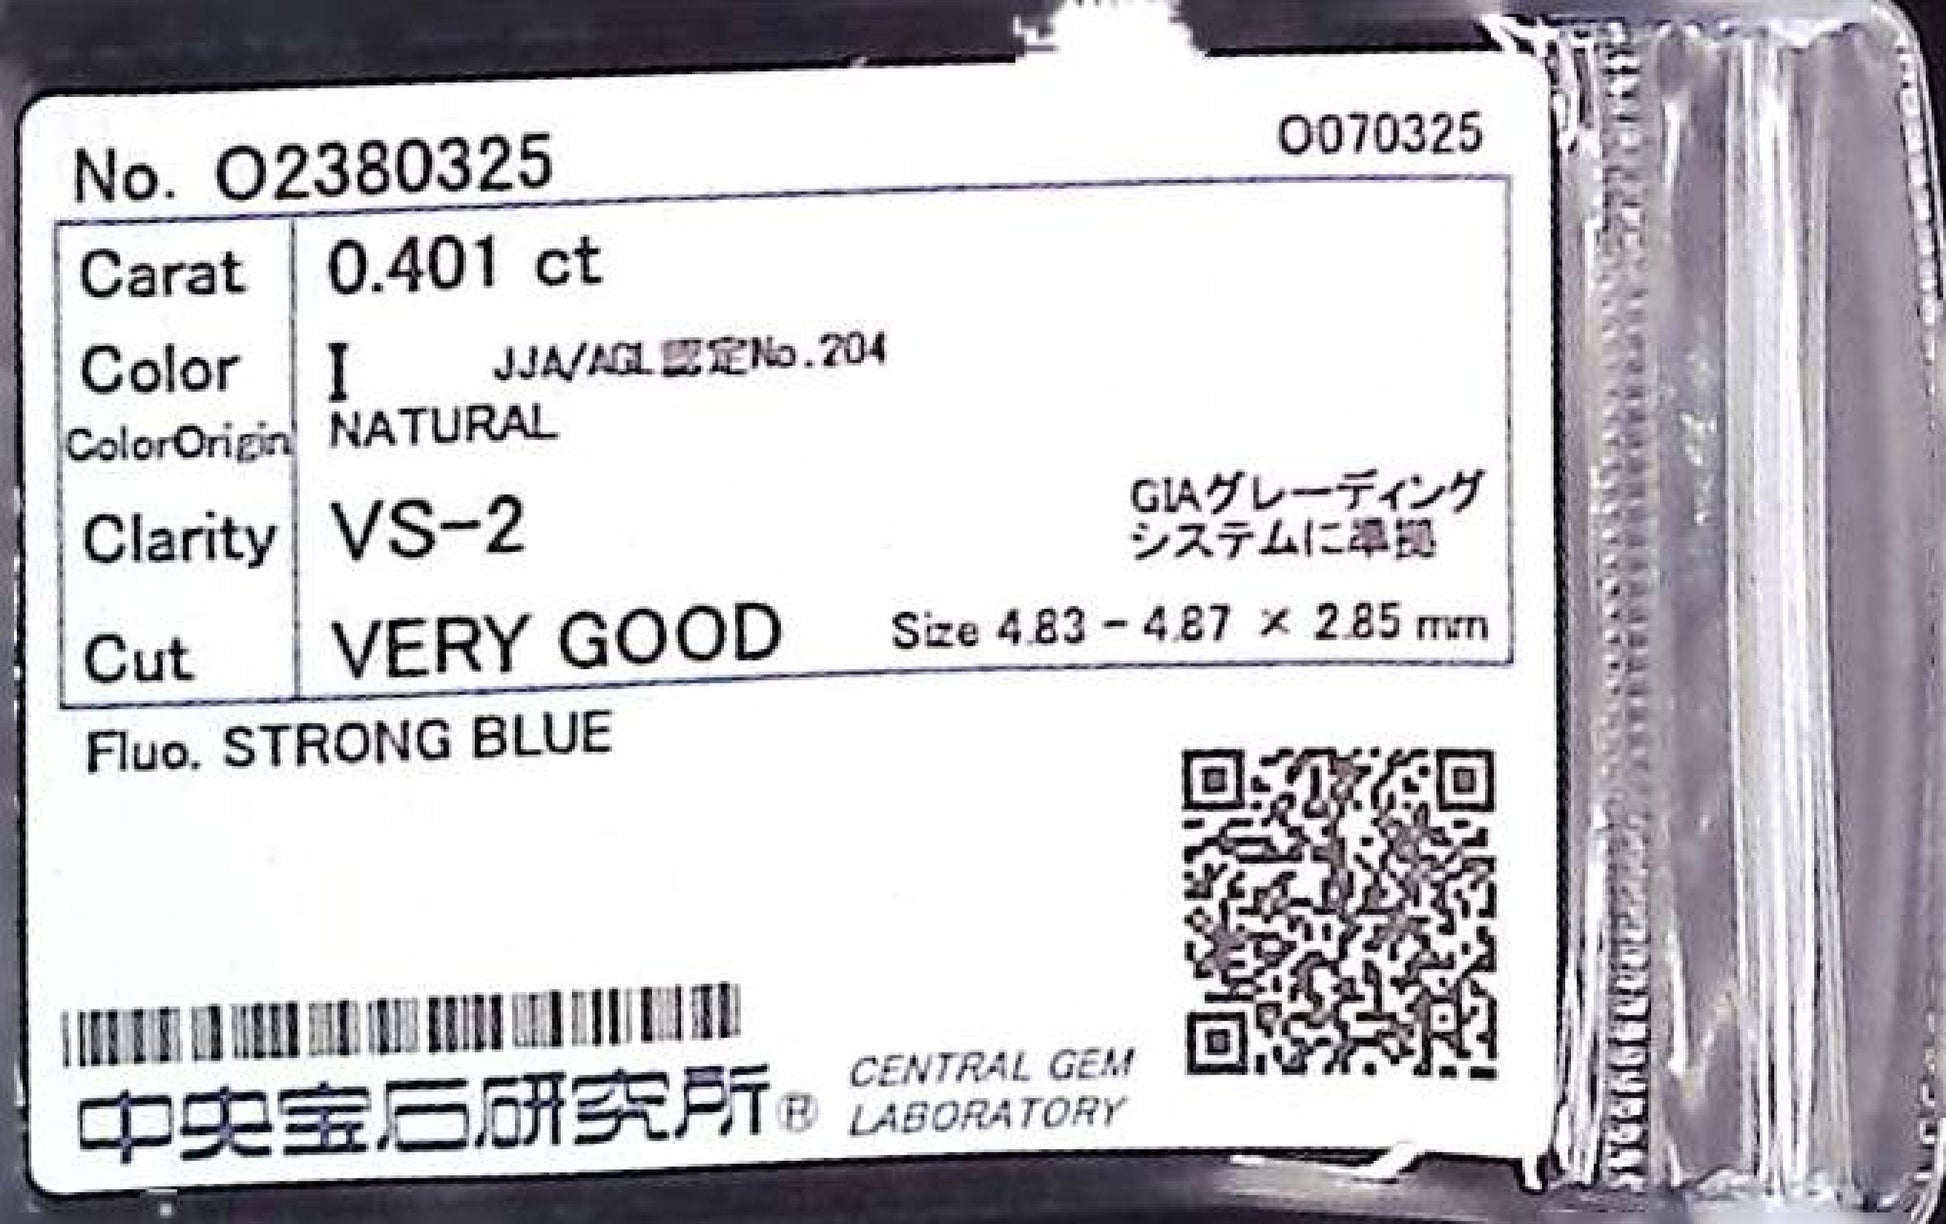 No. O2380325
O070325
Carat 0.401 ct
Color I JJA/AGL認定No.204
ColorOrigin NATURAL
Clarity VS-2
GIAグレーディング
システムに準拠
Cut VERY GOOD Size 4.83 - 4.87 × 2.85 mm
Fluo. STRONG BLUE
中央宝石研究所®
CENTRAL GEM
LABORATORY